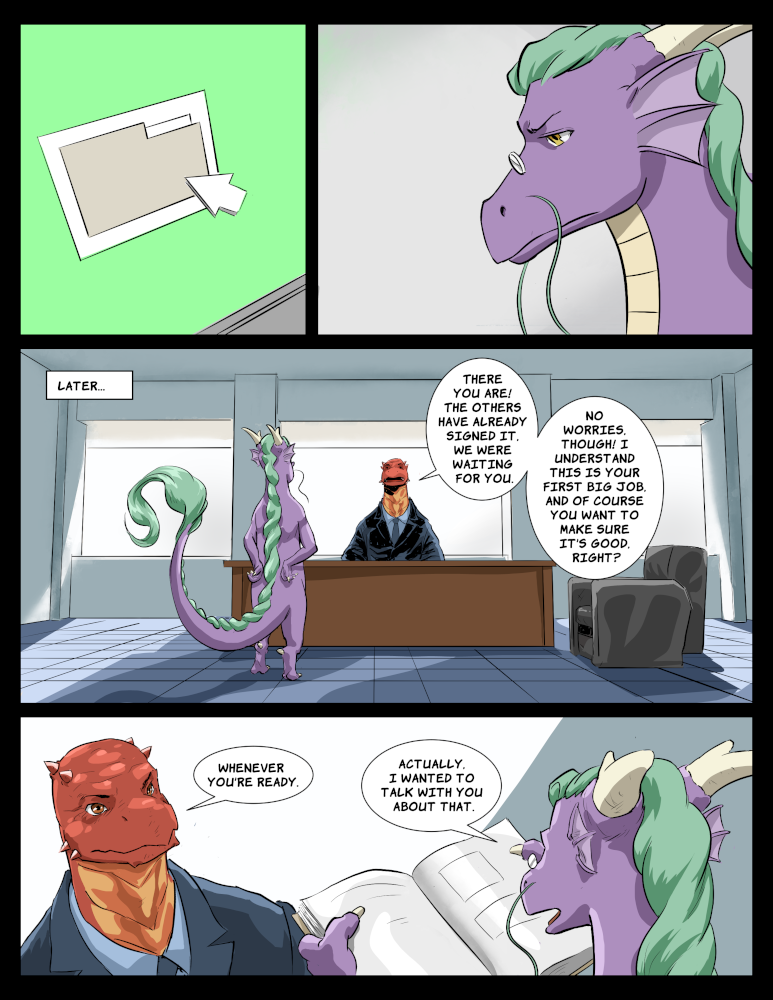 LATER...
THERE
YOU ARE!
THE OTHERS
HAVE ALREADY
SIGNED IT.
WE WERE
WAITING
FOR YOU.
NO
WORRIES,
THOUGH! I
UNDERSTAND
THIS IS YOUR
FIRST BIG JOB.
AND OF COURSE
YOU WANT TO
MAKE SURE
IT'S GOOD.
RIGHT?
WHENEVER
YOU'RE READY.
ACTUALLY,
I WANTED TO
TALK WITH YOU
ABOUT THAT.